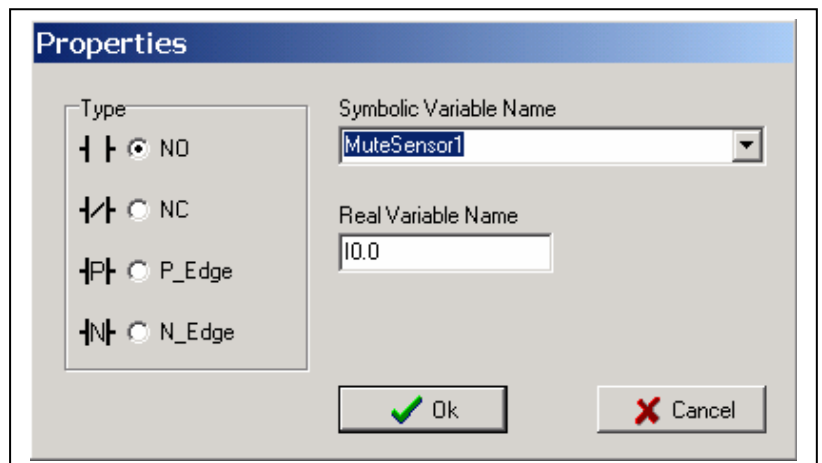 Properties
Type
NO
NC
P P_Edge
N N_Edge
Symbolic Variable Name
MuteSensor1
Real Variable Name
I0.0
Ok
Cancel